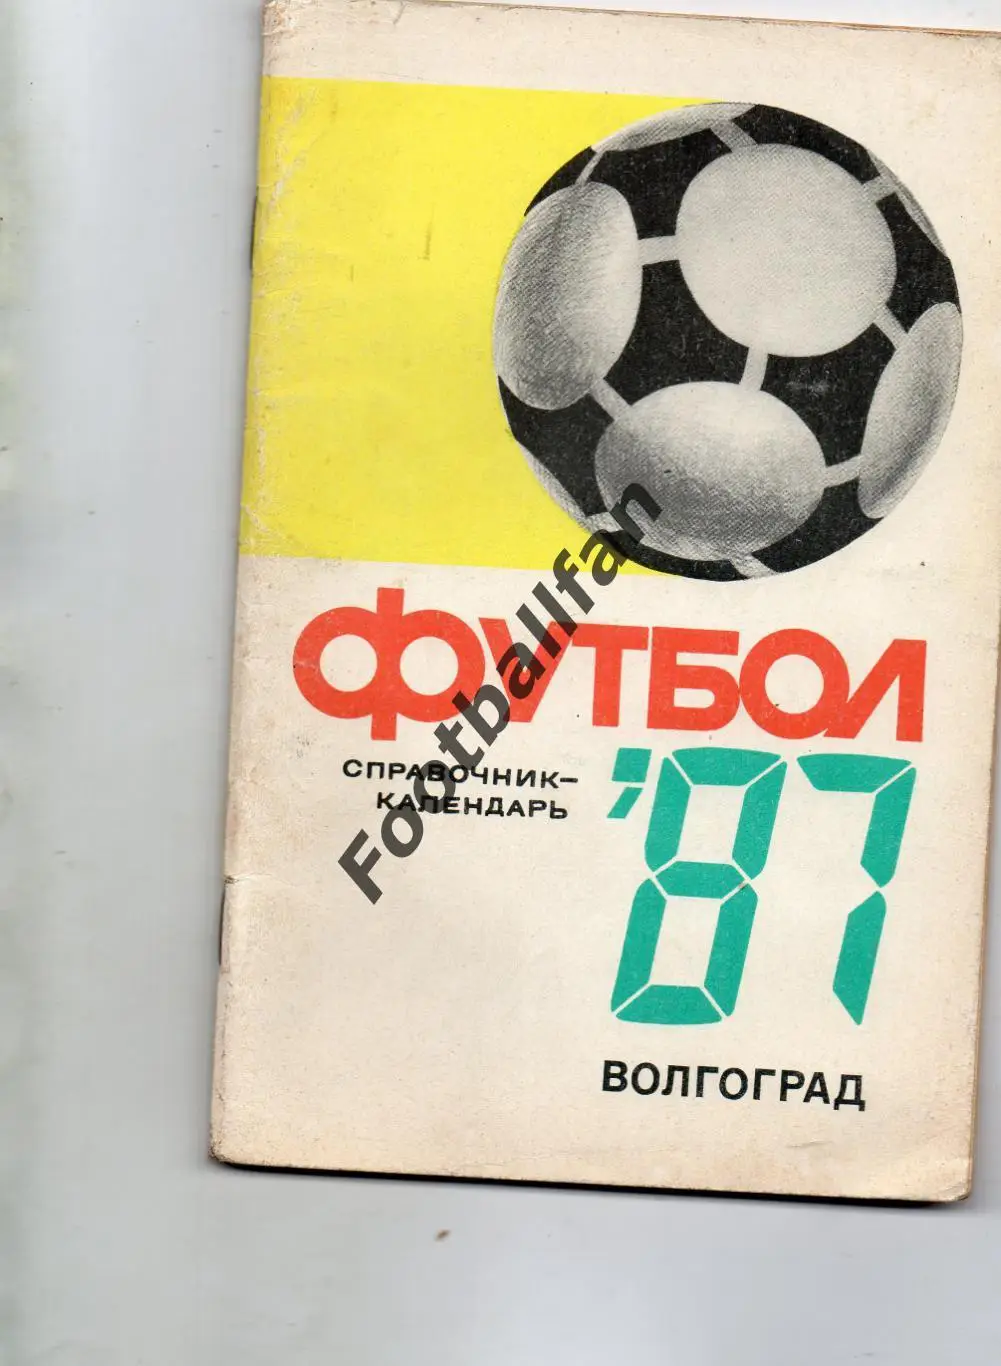 ФУТБОЛ
СПРАВОЧНИК-
КАЛЕНДАРЬ
'87
ВОЛГОГРАД
Footballfan